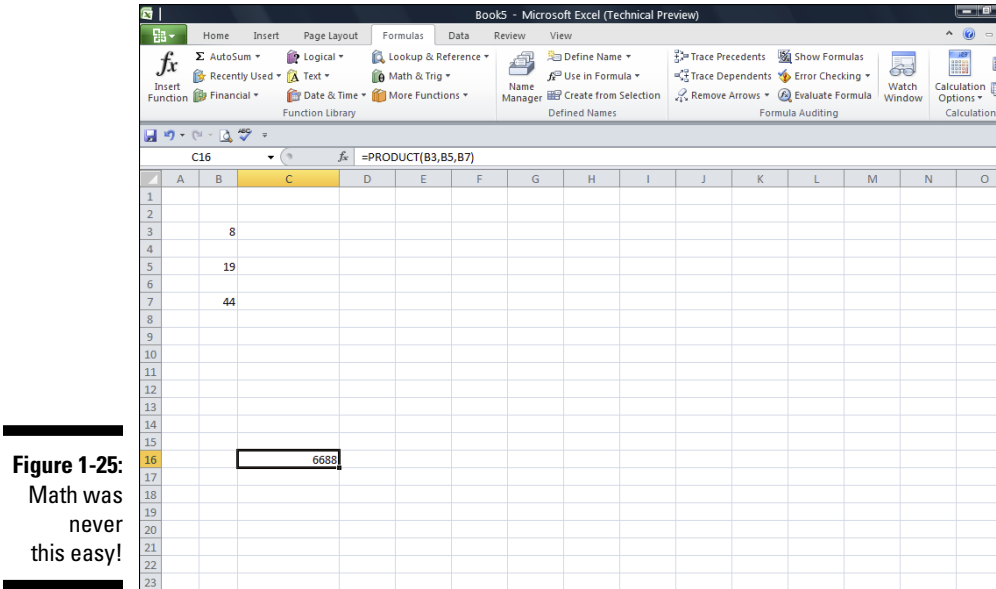 Book5 - Microsoft Excel (Technical Preview)
Home Insert Page Layout Formulas Data Review View
fx Σ AutoSum Logical Lookup & Reference Define Name Trace Precedents Show Formulas
Recently Used Text Math & Trig Use in Formula Trace Dependents Error Checking
Insert Function Financial Date & Time More Functions Name Manager Create from Selection Remove Arrows Evaluate Formula Watch Window Calculation Options
Function Library Defined Names Formula Auditing Calculation
C16 fx =PRODUCT(B3,B5,B7)
A B C D E F G H I J K L M N O
1
2
3 8
4
5 19
6
7 44
8
9
10
11
12
13
14
15
16 6688
17
18
19
20
21
22
23
Figure 1-25:
Math was
never
this easy!